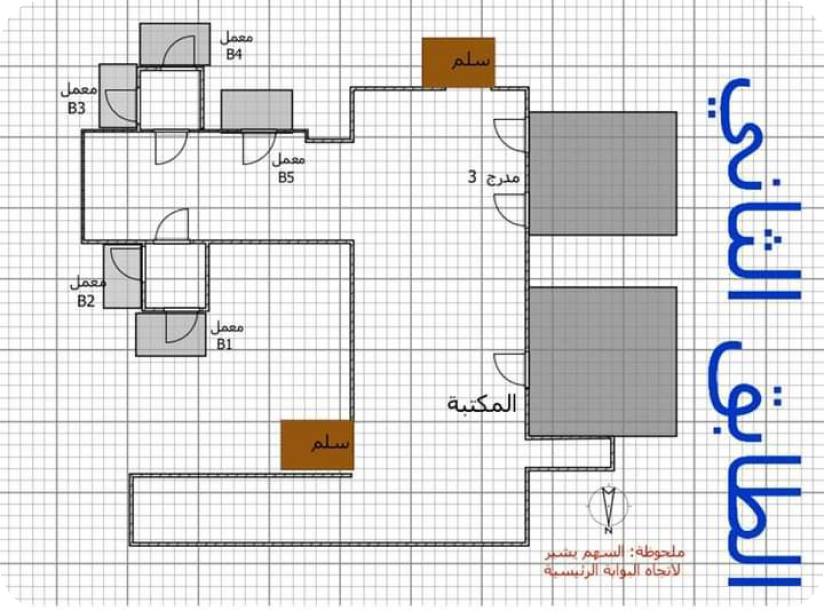 معمل
B4
سلم
معمل
B3
معمل
B5
مدرج 3
معمل
B2
معمل
B1
المكتبة
سلم
N
ملحوظة: السهم يشير
لاتجاه البوابة الرئيسية
الطابق الثاني